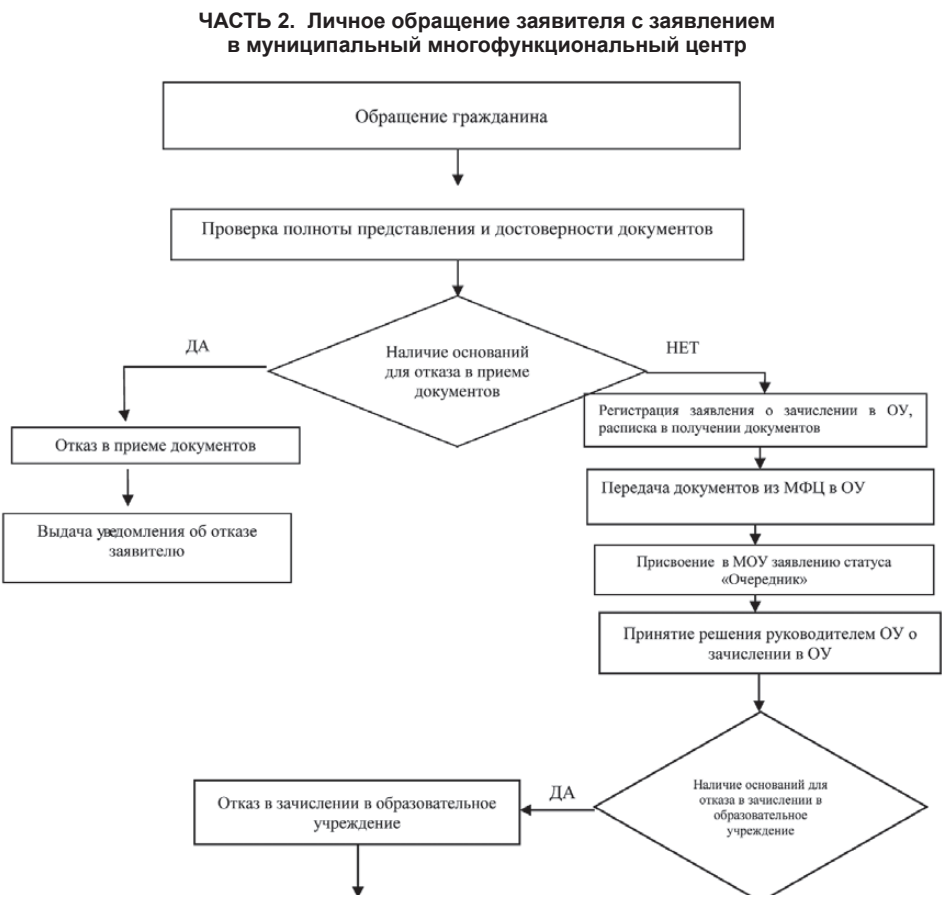 ЧАСТЬ 2. Личное обращение заявителя с заявлением
в муниципальный многофункциональный центр
Обращение гражданина
Проверка полноты представления и достоверности документов
ДА
Наличие оснований
для отказа в приеме
документов
НЕТ
Отказ в приеме документов
Выдача уведомления об отказе
заявителю
Регистрация заявления о зачислении в ОУ,
расписка в получении документов
Передача документов из МФЦ в ОУ
Присвоение в МОУ заявлению статуса
«Очередник»
Принятие решения руководителем ОУ о
зачислении в ОУ
Наличие оснований для
отказа в зачислении в
образовательное
учреждение
ДА
Отказ в зачислении в образовательное
учреждение